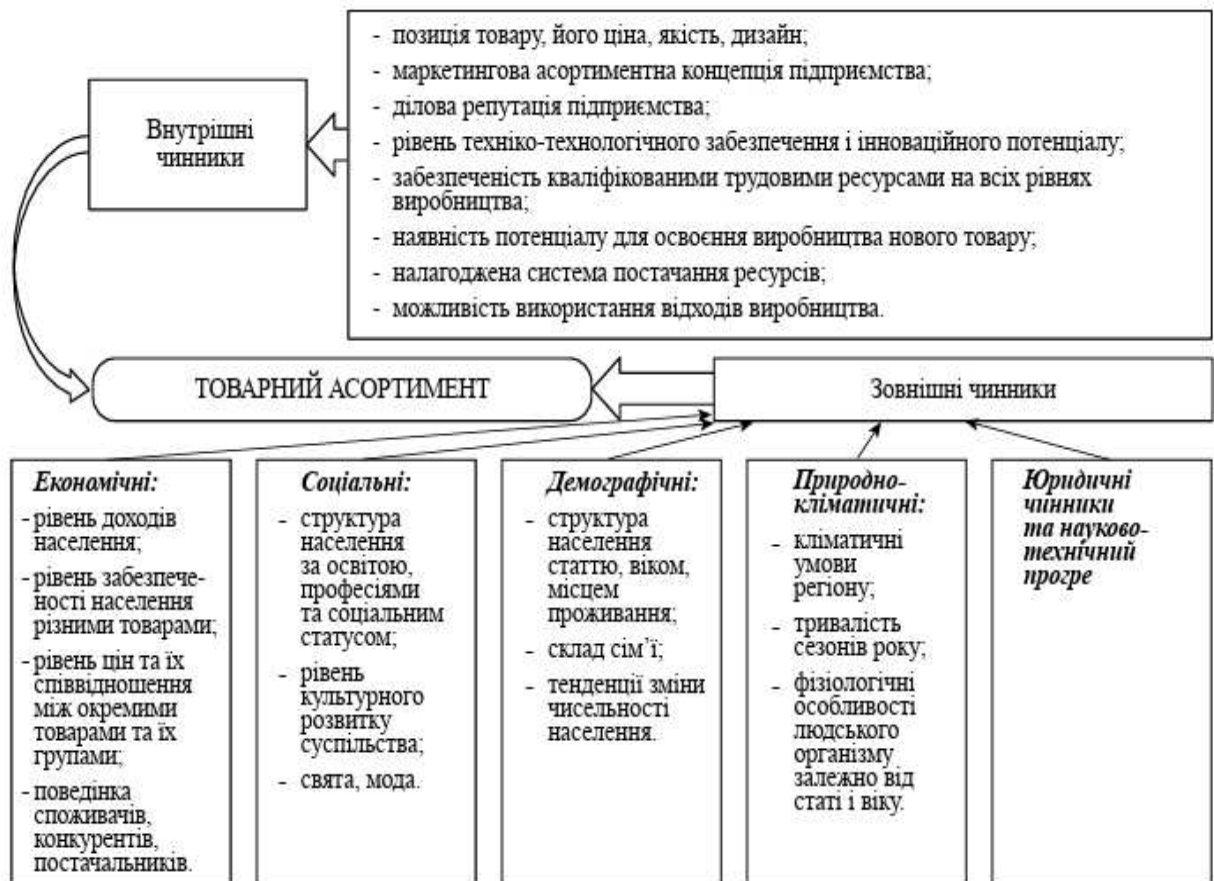 - позиція товару, його ціна, якість, дизайн;
- маркетингова асортиментна концепція підприємства;
- ділова репутація підприємства;
- рівень техніко-технологічного забезпечення і інноваційного потенціалу;
- забезпеченість кваліфікованими трудовими ресурсами на всіх рівнях
виробництва;
- наявність потенціалу для освоєння виробництва нового товару;
- налагоджена система постачання ресурсів;
- можливість використання відходів виробництва.
Внутрішні
чинники
ТОВАРНИЙ АСОРТИМЕНТ
Зовнішні чинники
Економічні:
- рівень доходів
населення;
- рівень забезпече-
ності населення
різними товарами;
- рівень цін та їх
співвідношення
між окремими
товарами та їх
групами;
- поведінка
споживачів,
конкурентів,
постачальників.
Соціальні:
- структура
населення
за освітою,
професіями
та соціальним
статусом;
- рівень
культурного
розвитку
суспільства;
- свята, мода.
Демографічні:
- структура
населення
статтю, віком,
місцем
проживання;
- склад сім’ї;
- тенденції зміни
чисельності
населення.
Природно-
кліматичні:
- кліматичні
умови
регіону;
- тривалість
сезонів року;
- фізіологічні
особливості
людського
організму
залежно від
статі і віку.
Юридичні
чинники
та науково-
технічний
прогре